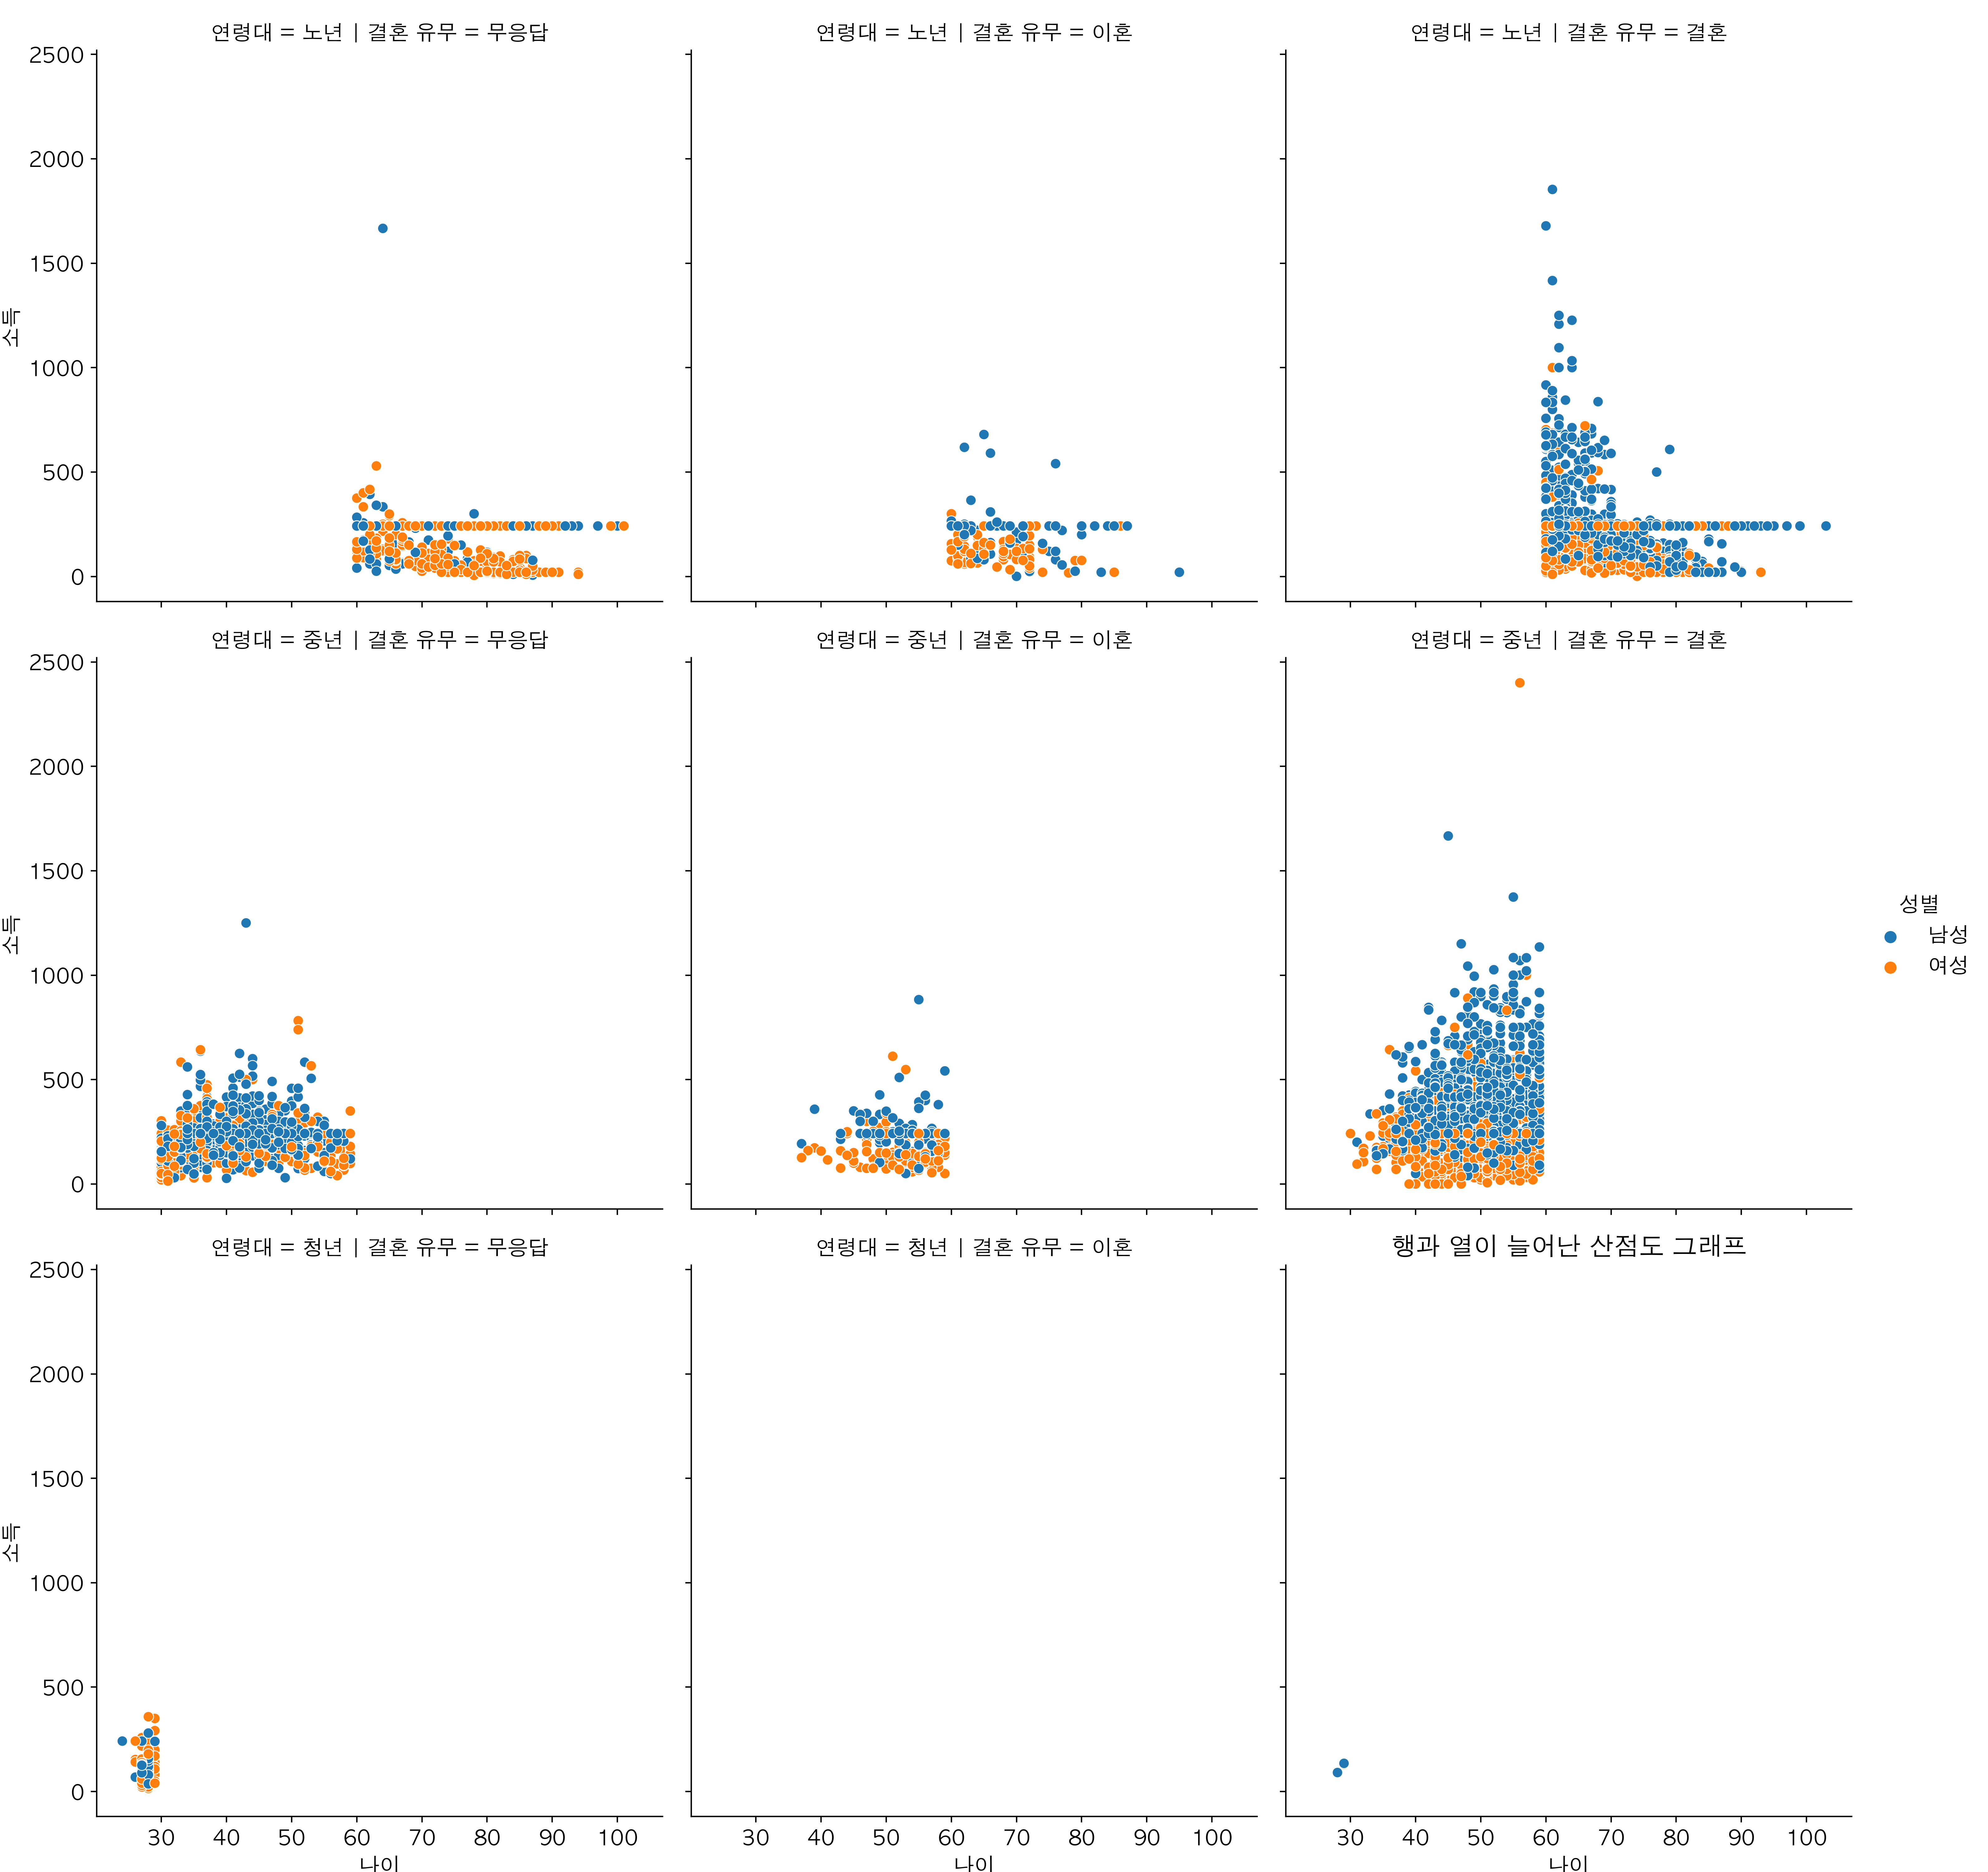 연령대 = 노년 | 결혼 유무 = 무응답
연령대 = 노년 | 결혼 유무 = 이혼
연령대 = 노년 | 결혼 유무 = 결혼
2500
2000
1500
1000
500
0
소득
연령대 = 중년 | 결혼 유무 = 무응답
연령대 = 중년 | 결혼 유무 = 이혼
연령대 = 중년 | 결혼 유무 = 결혼
2500
2000
1500
1000
500
0
소득
성별
남성
여성
연령대 = 청년 | 결혼 유무 = 무응답
연령대 = 청년 | 결혼 유무 = 이혼
행과 열이 늘어난 산점도 그래프
2500
2000
1500
1000
500
0
소득
30 40 50 60 70 80 90 100
30 40 50 60 70 80 90 100
30 40 50 60 70 80 90 100
나이
나이
나이